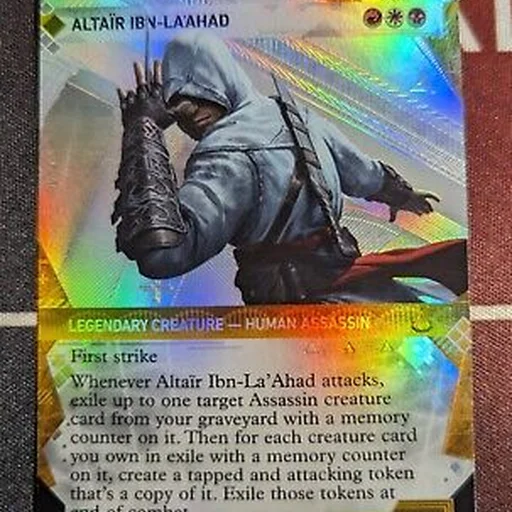 ALTAÏR IBN-LA'AHAD
LEGENDARY CREATURE — HUMAN ASSASSIN
First strike
Whenever Altaïr Ibn-La'Ahad attacks,
exile up to one target Assassin creature
card from your graveyard with a memory
counter on it. Then for each creature card
you own in exile with a memory counter
on it, create a tapped and attacking token
that's a copy of it. Exile those tokens at
end of combat.